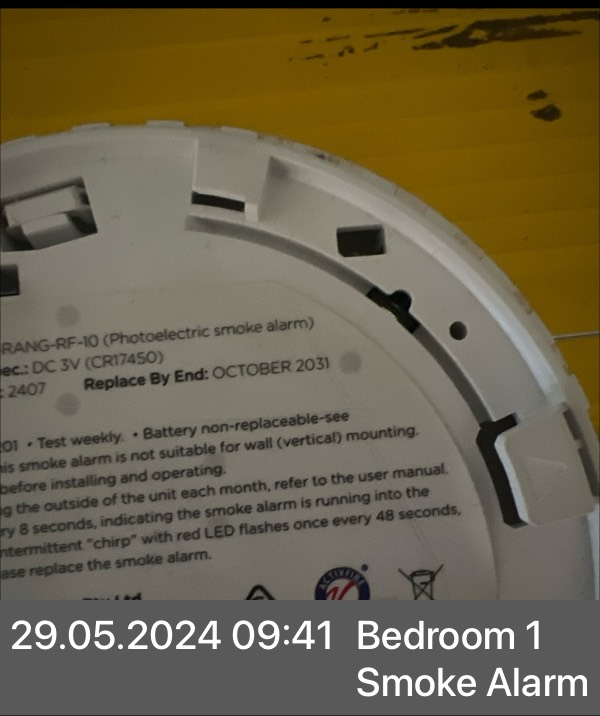 RANG-RF-10 (Photoelectric smoke alarm)
ec.: DC 3V (CR17450)
: 2407 Replace By End: OCTOBER 2031
01 • Test weekly. • Battery non-replaceable-see
is smoke alarm is not suitable for wall (vertical) mounting.
before installing and operating.
g the outside of the unit each month, refer to the user manual.
ry 8 seconds, indicating the smoke alarm is running into the
ntermittent "chirp" with red LED flashes once every 48 seconds,
ase replace the smoke alarm.
ACTIVFIRE
29.05.2024 09:41 Bedroom 1
Smoke Alarm